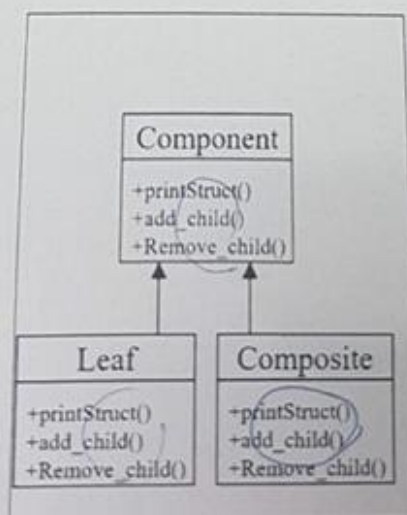 Component
+printStruct()
+add_child()
+Remove_child()
Leaf
+printStruct()
+add_child()
+Remove_child()
Composite
+printStruct()
+add_child()
+Remove_child()